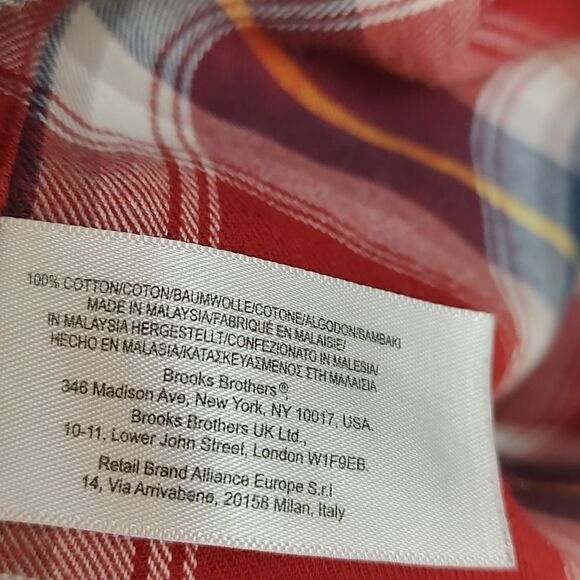 100% COTTON/COTON/BAUMWOLLE/COTONE/ALGODON/BAMBAKI
MADE IN MALAYSIA/FABRIQUÉ EN MALAISIE/
IN MALAYSIA HERGESTELLT/CONFEZIONATO IN MALESIA/
HECHO EN MALASIA/ΚΑΤΑΣΚΕΥΑΣΜΕΝΟΣ ΣΤΗ ΜΑΛΑΙΣΙΑ
Brooks Brothers®,
346 Madison Ave, New York, NY 10017, USA.
Brooks Brothers UK Ltd.,
10-11, Lower John Street, London W1F9EB.
Retail Brand Alliance Europe S.r.l
14, Via Arrivabene, 20158 Milan, Italy